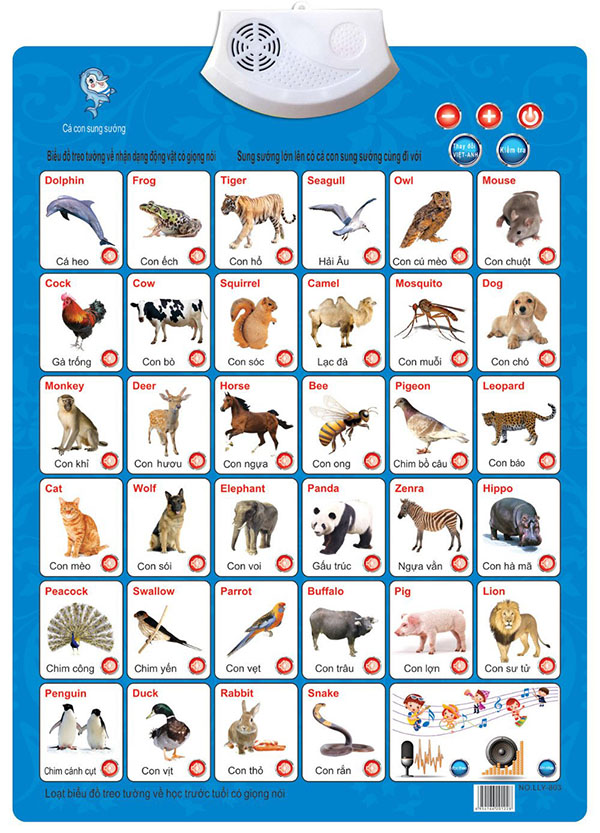 Cá con sung sướng
Biểu đồ treo tường về nhận dạng động vật có giọng nói
Sung sướng lớn lên có cá con sung sướng cùng đi với
Thay đổi
VIỆT-ANH
Kiểm tra
Dolphin Frog Tiger Seagull Owl Mouse
Cá heo Con ếch Con hổ Hải Âu Con cú mèo Con chuột
Cock Cow Squirrel Camel Mosquito Dog
Gà trống Con bò Con sóc Lạc đà Con muỗi Con chó
Monkey Deer Horse Bee Pigeon Leopard
Con khỉ Con hươu Con ngựa Con ong Chim bồ câu Con báo
Cat Wolf Elephant Panda Zenra Hippo
Con mèo Con sói Con voi Gấu trúc Ngựa vằn Con hà mã
Peacock Swallow Parrot Buffalo Pig Lion
Chim công Chim yến Con vẹt Con trâu Con lợn Con sư tử
Penguin Duck Rabbit Snake
Chim cánh cụt Con vịt Con thỏ Con rắn
NO.LLY-803
Loạt biểu đồ treo tường về học trước tuổi có giọng nói